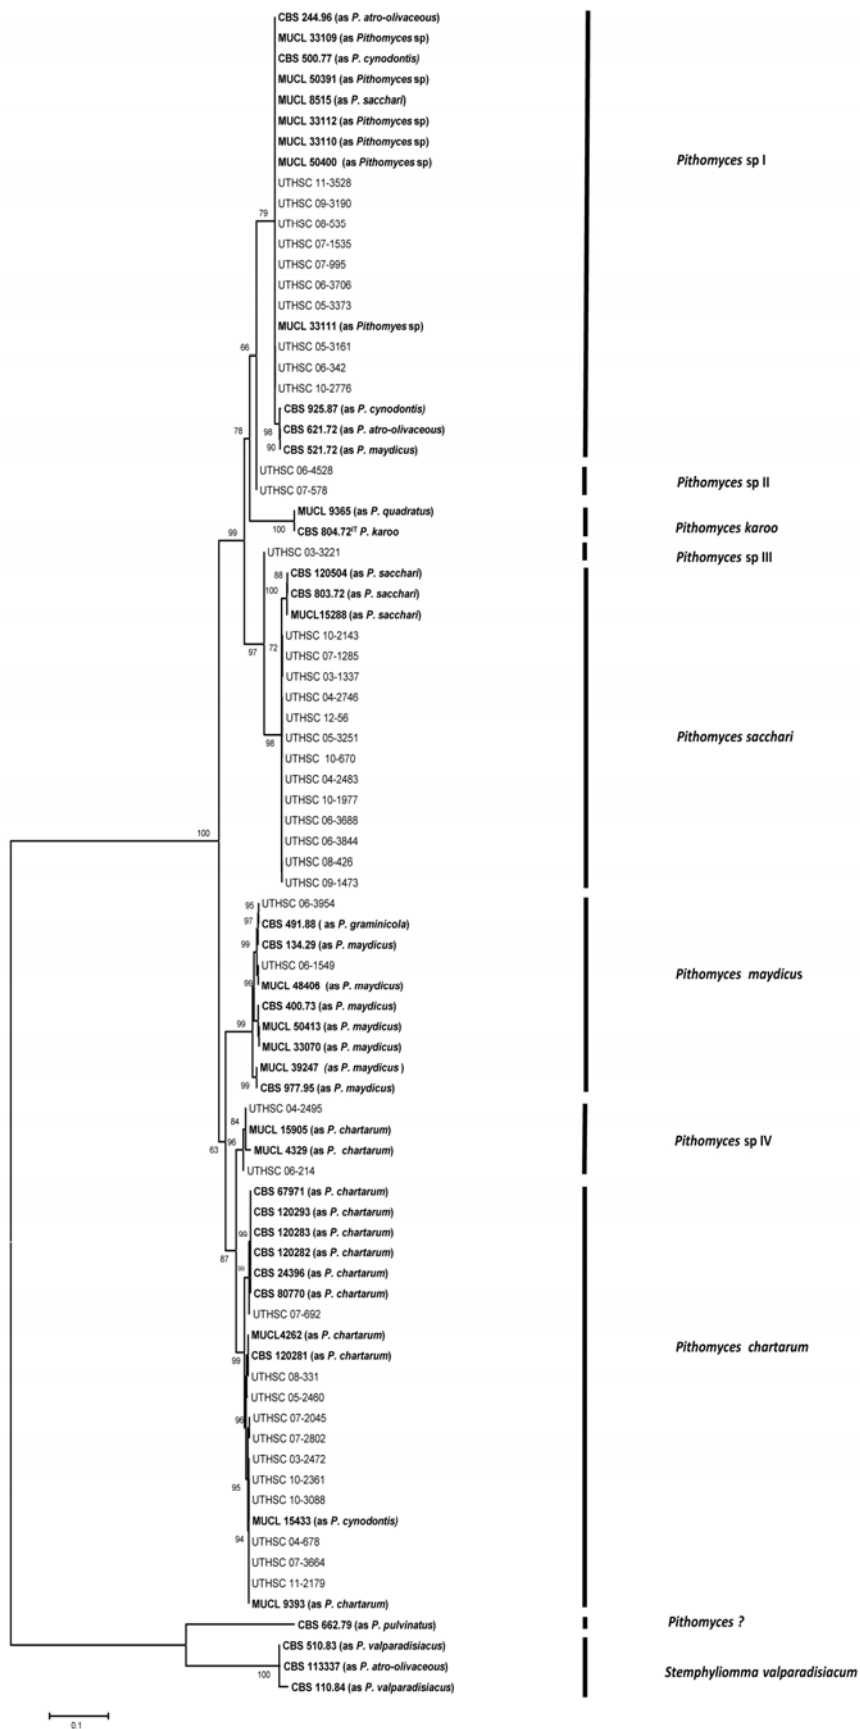 CBS 244.96 (as P. atro-olivaceous)
MUCL 33109 (as Pithomyces sp)
CBS 500.77 (as P. cynodontis)
MUCL 50391 (as Pithomyces sp)
MUCL 8515 (as P. sacchari)
MUCL 33112 (as Pithomyces sp)
MUCL 33110 (as Pithomyces sp)
MUCL 50400 (as Pithomyces sp)
Pithomyces sp I
UTHSC 11-3528
UTHSC 09-3190
79
UTHSC 08-535
UTHSC 07-1535
UTHSC 07-995
UTHSC 06-3706
UTHSC 05-3373
MUCL 33111 (as Pithomyes sp)
66
UTHSC 05-3161
UTHSC 06-342
UTHSC 10-2776
CBS 925.87 (as P. cynodontis)
78
98
CBS 621.72 (as P. atro-olivaceous)
90
CBS 521.72 (as P. maydicus)
UTHSC 06-4528
UTHSC 07-578
Pithomyces sp II
MUCL 9365 (as P. quadratus)
100
CBS 804.72IT P. karoo
Pithomyces karoo
99
UTHSC 03-3221
Pithomyces sp III
88
CBS 120504 (as P. sacchari)
100
CBS 803.72 (as P. sacchari)
MUCL15288 (as P. sacchari)
UTHSC 10-2143
97
72
UTHSC 07-1285
UTHSC 03-1337
UTHSC 04-2746
UTHSC 12-56
UTHSC 05-3251
Pithomyces sacchari
98
UTHSC 10-670
UTHSC 04-2483
UTHSC 10-1977
UTHSC 06-3688
100
UTHSC 06-3844
UTHSC 08-426
UTHSC 09-1473
95
UTHSC 06-3954
97
CBS 491.88 ( as P. graminicola)
99
CBS 134.29 (as P. maydicus)
UTHSC 06-1549
Pithomyces maydicus
99
MUCL 48406 (as P. maydicus)
CBS 400.73 (as P. maydicus)
99
MUCL 50413 (as P. maydicus)
MUCL 33070 (as P. maydicus)
MUCL 39247 (as P. maydicus )
99
CBS 977.95 (as P. maydicus)
UTHSC 04-2495
84
MUCL 15905 (as P. chartarum)
63
96
MUCL 4329 (as P. chartarum)
Pithomyces sp IV
UTHSC 06-214
CBS 67971 (as P. chartarum)
CBS 120293 (as P. chartarum)
99
CBS 120283 (as P. chartarum)
87
CBS 120282 (as P. chartarum)
99
CBS 24396 (as P. chartarum)
CBS 80770 (as P. chartarum)
UTHSC 07-692
MUCL4262 (as P. chartarum)
Pithomyces chartarum
99
CBS 120281 (as P. chartarum)
UTHSC 08-331
UTHSC 05-2460
96
UTHSC 07-2045
UTHSC 07-2802
UTHSC 03-2472
95
UTHSC 10-2361
UTHSC 10-3088
MUCL 15433 (as P. cynodontis)
94
UTHSC 04-678
UTHSC 07-3664
UTHSC 11-2179
MUCL 9393 (as P. chartarum)
CBS 662.79 (as P. pulvinatus)
Pithomyces ?
CBS 510.83 (as P. valparadisiacus)
100
CBS 113337 (as P. atro-olivaceous)
Stemphyliomma valparadisiacum
CBS 110.84 (as P. valparadisiacus)
0.1